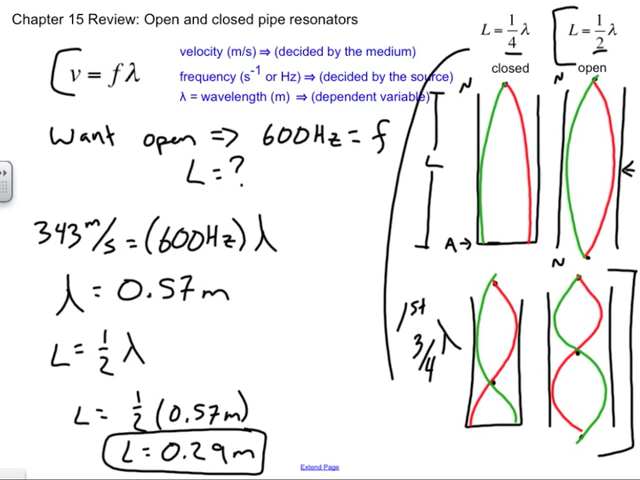 Chapter 15 Review: Open and closed pipe resonators
v = fλ
velocity (m/s) ⇒ (decided by the medium)
frequency (s⁻¹ or Hz) ⇒ (decided by the source)
λ = wavelength (m) ⇒ (dependent variable)
Want open ⇒ 600Hz = f
L = ?
343 m/s = (600Hz) λ
λ = 0.57m
L = 1/2 λ
L = 1/2 (0.57m)
L = 0.29m
L = 1/4 λ
closed
L = 1/2 λ
open
N
N
L
A →
N
1st
3/4 λ
Extend Page